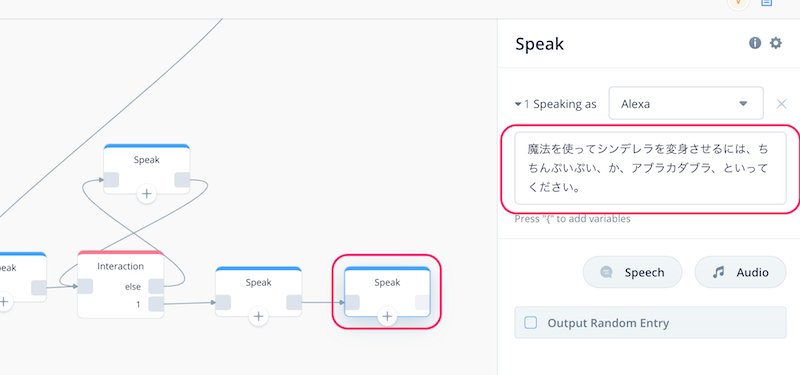 Speak
1 Speaking as
Alexa
魔法を使ってシンデレラを変身させるには、ち
ちんぷいぷい、か、アブラカダブラ、といって
ください。
Press "{" to add variables
Speech
Audio
Output Random Entry
Speak
eak
Interaction
else
1
Speak
Speak